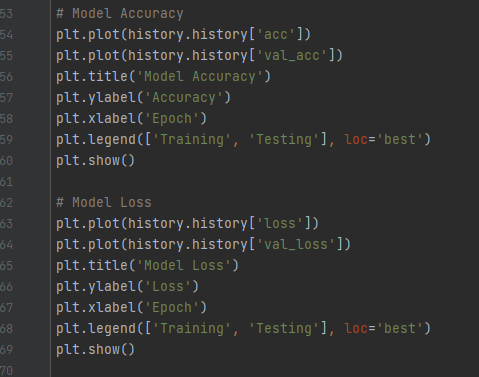 53 # Model Accuracy
54 plt.plot(history.history['acc'])
55 plt.plot(history.history['val_acc'])
56 plt.title('Model Accuracy')
57 plt.ylabel('Accuracy')
58 plt.xlabel('Epoch')
59 plt.legend(['Training', 'Testing'], loc='best')
60 plt.show()
61
62 # Model Loss
63 plt.plot(history.history['loss'])
64 plt.plot(history.history['val_loss'])
65 plt.title('Model Loss')
66 plt.ylabel('Loss')
67 plt.xlabel('Epoch')
68 plt.legend(['Training', 'Testing'], loc='best')
69 plt.show()
70